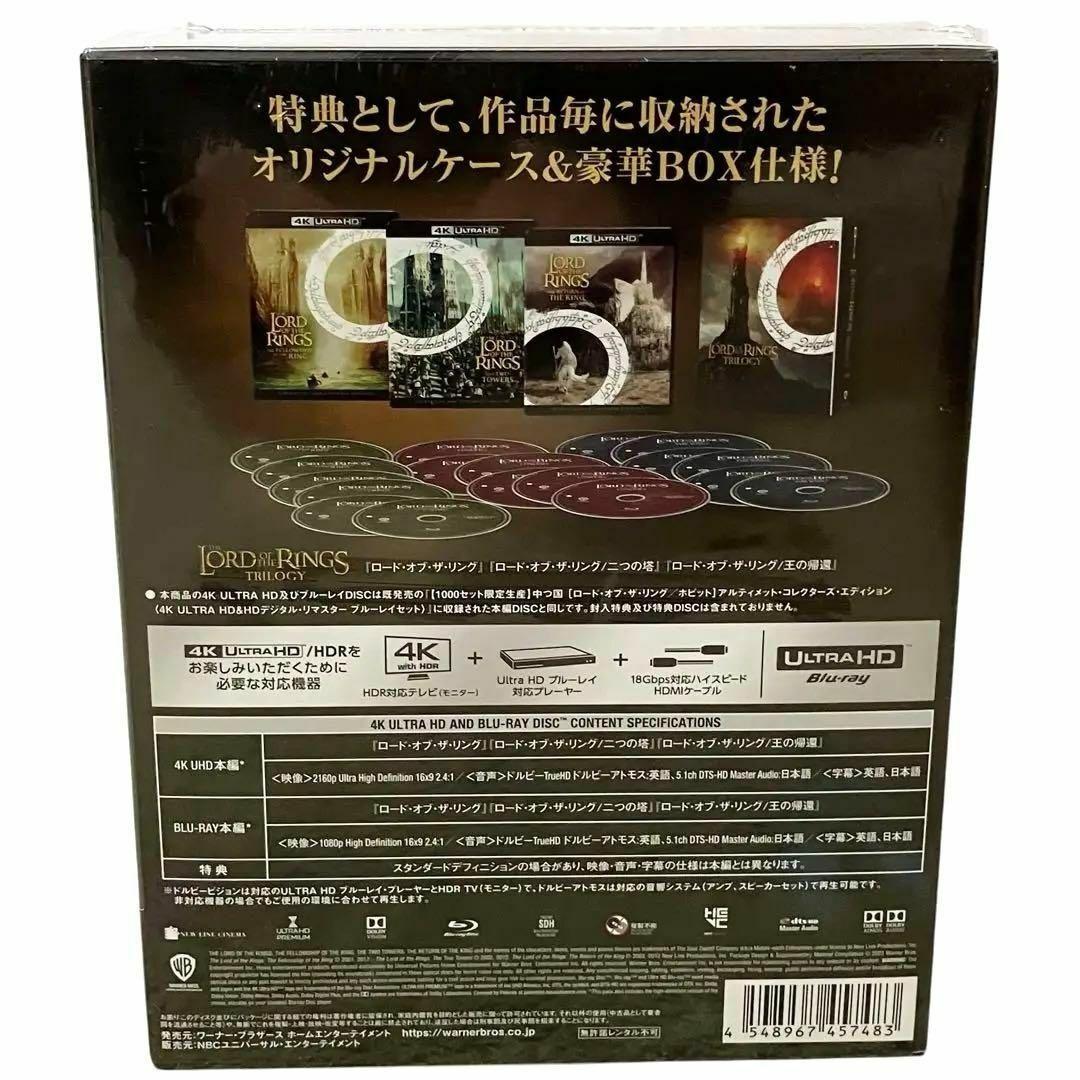 特典として、作品毎に収納された
オリジナルケース&豪華BOX仕様!
4K ULTRA HD
4K ULTRA HD
4K ULTRA HD
THE LORD OF THE RINGS
THE FELLOWSHIP OF THE RING
THE LORD OF THE RINGS
THE TWO TOWERS
THE LORD OF THE RINGS
THE RETURN OF THE KING
THE LORD OF THE RINGS
TRILOGY
THE LORD OF THE RINGS
TRILOGY
『ロード・オブ・ザ・リング』『ロード・オブ・ザ・リング/二つの塔』『ロード・オブ・ザ・リング/王の帰還』
●本商品の4K ULTRA HD及びブルーレイDISCは既発売の『【1000セット限定生産】中つ国 [ロード・オブ・ザ・リング/ホビット]アルティメット・コレクターズ・エディション
(4K ULTRA HD&HDデジタル・リマスター ブルーレイセット)』に収録された本編DISCと同じです。封入特典及び特典DISCは含まれておりません。
4K ULTRA HD/HDRを
お楽しみいただくために
必要な対応機器
4K
with HDR
HDR対応テレビ(モニター)
+
Ultra HD ブルーレイ
対応プレーヤー
+
18Gbps対応ハイスピード
HDMIケーブル
ULTRA HD
Blu-ray
4K ULTRA HD AND BLU-RAY DISC™ CONTENT SPECIFICATIONS
4K UHD本編*
『ロード・オブ・ザ・リング』『ロード・オブ・ザ・リング/二つの塔』『ロード・オブ・ザ・リング/王の帰還』
<映像>2160p Ultra High Definition 16x9 2.4:1/<音声>ドルビーTrueHD ドルビーアトモス:英語、5.1ch DTS-HD Master Audio:日本語/<字幕>英語、日本語
BLU-RAY本編*
『ロード・オブ・ザ・リング』『ロード・オブ・ザ・リング/二つの塔』『ロード・オブ・ザ・リング/王の帰還』
<映像>1080p High Definition 16x9 2.4:1/<音声>ドルビーTrueHD ドルビーアトモス:英語、5.1ch DTS-HD Master Audio:日本語/<字幕>英語、日本語
特典
スタンダードデフィニションの場合があり、映像・音声・字幕の仕様は本編とは異なります。
※ドルビービジョンは対応のULTRA HD ブルーレイ・プレーヤーとHDR TV(モニター)で、ドルビーアトモスは対応の音響システム(アンプ、スピーカーセット)で再生可能です。
非対応機器の場合でもご使用の環境に合わせて再生します。
NEW LINE CINEMA
ULTRA HD
PREMIUM
DOLBY
VISION
Blu-ray
SDH
複製不能
HEVC
dts-HD
Master Audio
DOLBY
ATMOS
DOLBY
AUDIO
WB
発売元:ワーナー・ブラザース ホームエンターテイメント https://warnerbros.co.jp
販売元:NBCユニバーサル・エンターテイメント
無許諾レンタル不可
4 548967 457483